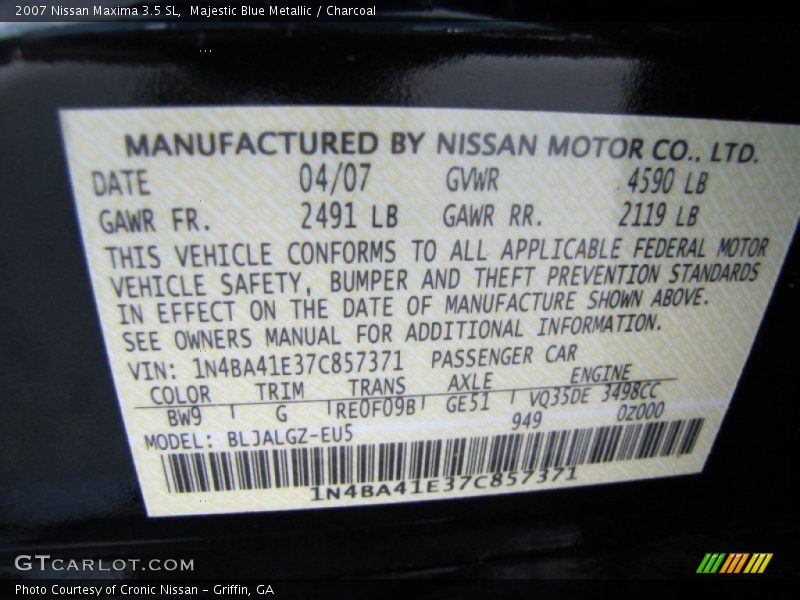 2007 Nissan Maxima 3.5 SL, Majestic Blue Metallic / Charcoal
MANUFACTURED BY NISSAN MOTOR CO., LTD.
DATE 04/07 GVWR 4590 LB
GAWR FR. 2491 LB GAWR RR. 2119 LB
THIS VEHICLE CONFORMS TO ALL APPLICABLE FEDERAL MOTOR
VEHICLE SAFETY, BUMPER AND THEFT PREVENTION STANDARDS
IN EFFECT ON THE DATE OF MANUFACTURE SHOWN ABOVE.
SEE OWNERS MANUAL FOR ADDITIONAL INFORMATION.
VIN: 1N4BA41E37C857371 PASSENGER CAR
COLOR TRIM TRANS AXLE ENGINE
BW9 G RE0F09B GE51 VQ35DE 3498CC
MODEL: BLJALGZ-EU5 949 0Z000
1N4BA41E37C857371
GTCARLOT.COM
Photo Courtesy of Cronic Nissan – Griffin, GA